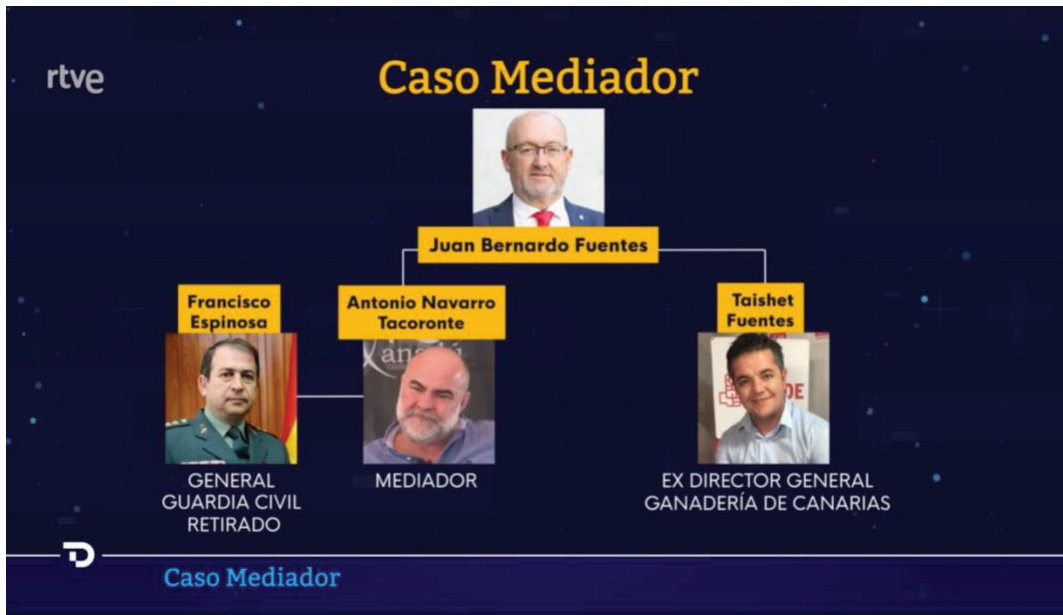 rtve
Caso Mediador
Juan Bernardo Fuentes
Francisco
Espinosa
Antonio Navarro
Tacoronte
Taishet
Fuentes
GENERAL
GUARDIA CIVIL
RETIRADO
MEDIADOR
EX DIRECTOR GENERAL
GANADERÍA DE CANARIAS
Caso Mediador